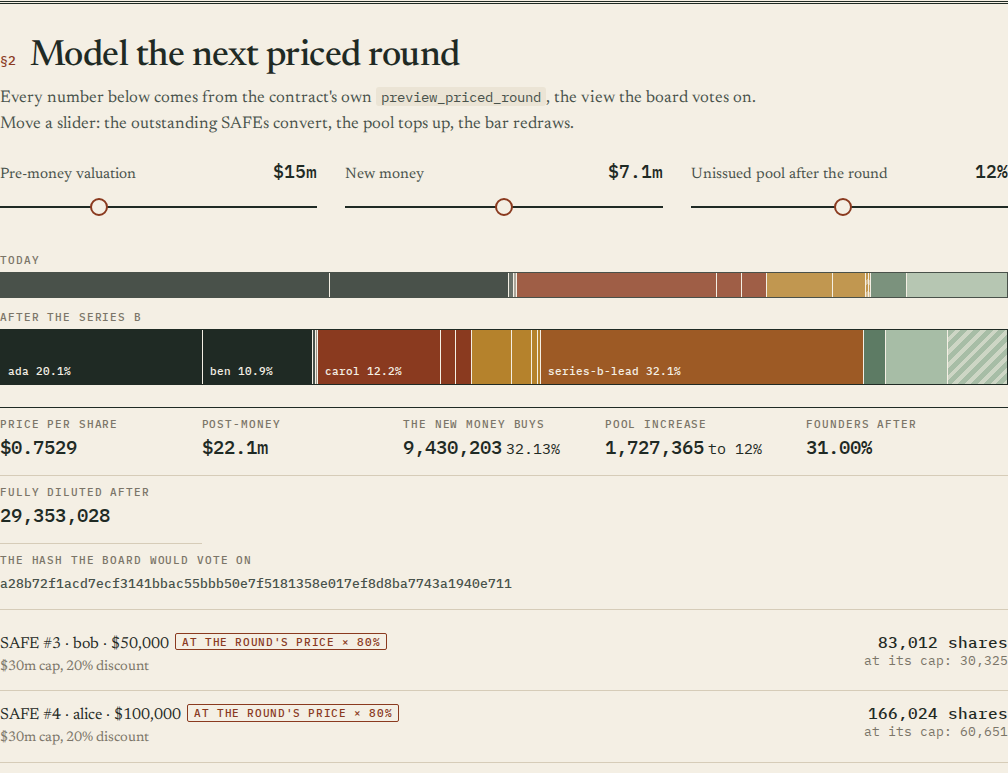 §2 Model the next priced round
Every number below comes from the contract's own preview_priced_round, the view the board votes on.
Move a slider: the outstanding SAFEs convert, the pool tops up, the bar redraws.
Pre-money valuation $15m New money $7.1m Unissued pool after the round 12%
TODAY
AFTER THE SERIES B
ada 20.1% ben 10.9% carol 12.2% series-b-lead 32.1%
PRICE PER SHARE POST-MONEY THE NEW MONEY BUYS POOL INCREASE FOUNDERS AFTER
$0.7529 $22.1m 9,430,203 32.13% 1,727,365 to 12% 31.00%
FULLY DILUTED AFTER
29,353,028
THE HASH THE BOARD WOULD VOTE ON
a28b72f1acd7ecf3141bbac55bbb50e7f5181358e017ef8d8ba7743a1940e711
SAFE #3 · bob · $50,000 AT THE ROUND'S PRICE × 80% 83,012 shares
$30m cap, 20% discount at its cap: 30,325
SAFE #4 · alice · $100,000 AT THE ROUND'S PRICE × 80% 166,024 shares
$30m cap, 20% discount at its cap: 60,651